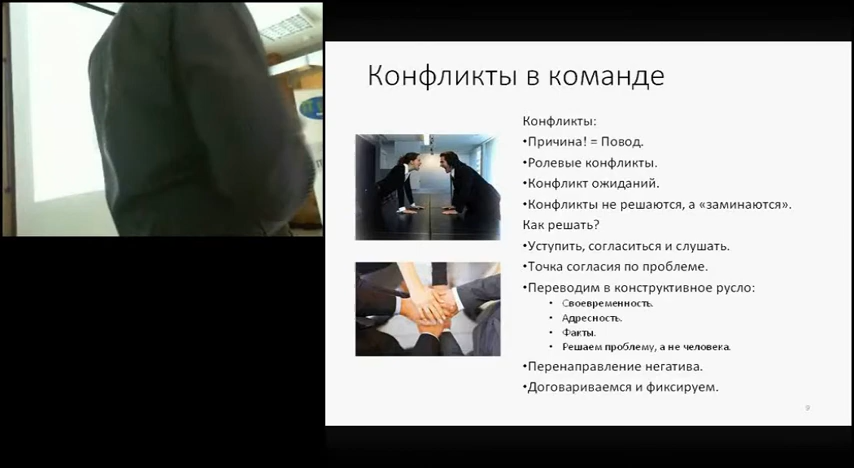 Конфликты в команде
Конфликты:
•Причина! = Повод.
•Ролевые конфликты.
•Конфликт ожиданий.
•Конфликты не решаются, а «заминаются».
Как решать?
•Уступить, согласиться и слушать.
•Точка согласия по проблеме.
•Переводим в конструктивное русло:
• Своевременность.
• Адресность.
• Факты.
• Решаем проблему, а не человека.
•Перенаправление негатива.
•Договариваемся и фиксируем.
9